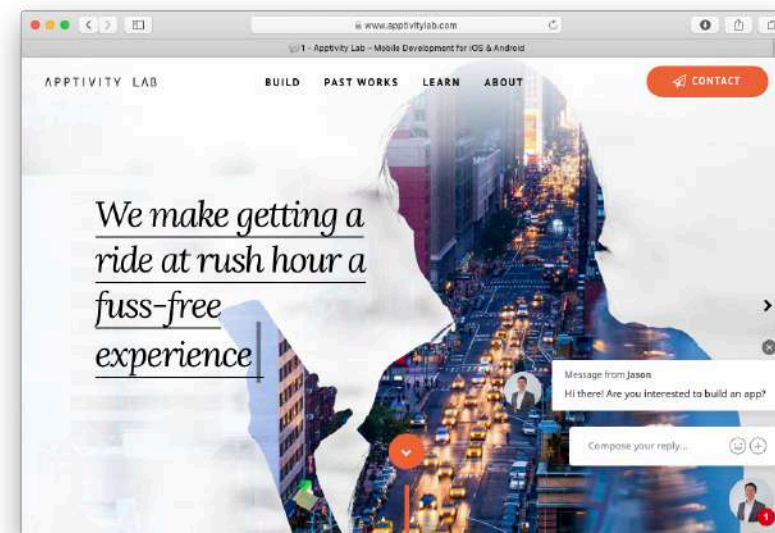 www.apptivitylab.com
1 - Apptivity Lab – Mobile Development for iOS & Android
APPTIVITY LAB
BUILD PAST WORKS LEARN ABOUT
CONTACT
We make getting a
ride at rush hour a
fuss-free
experience
Message from Jason
Hi there! Are you interested to build an app?
Compose your reply...
1